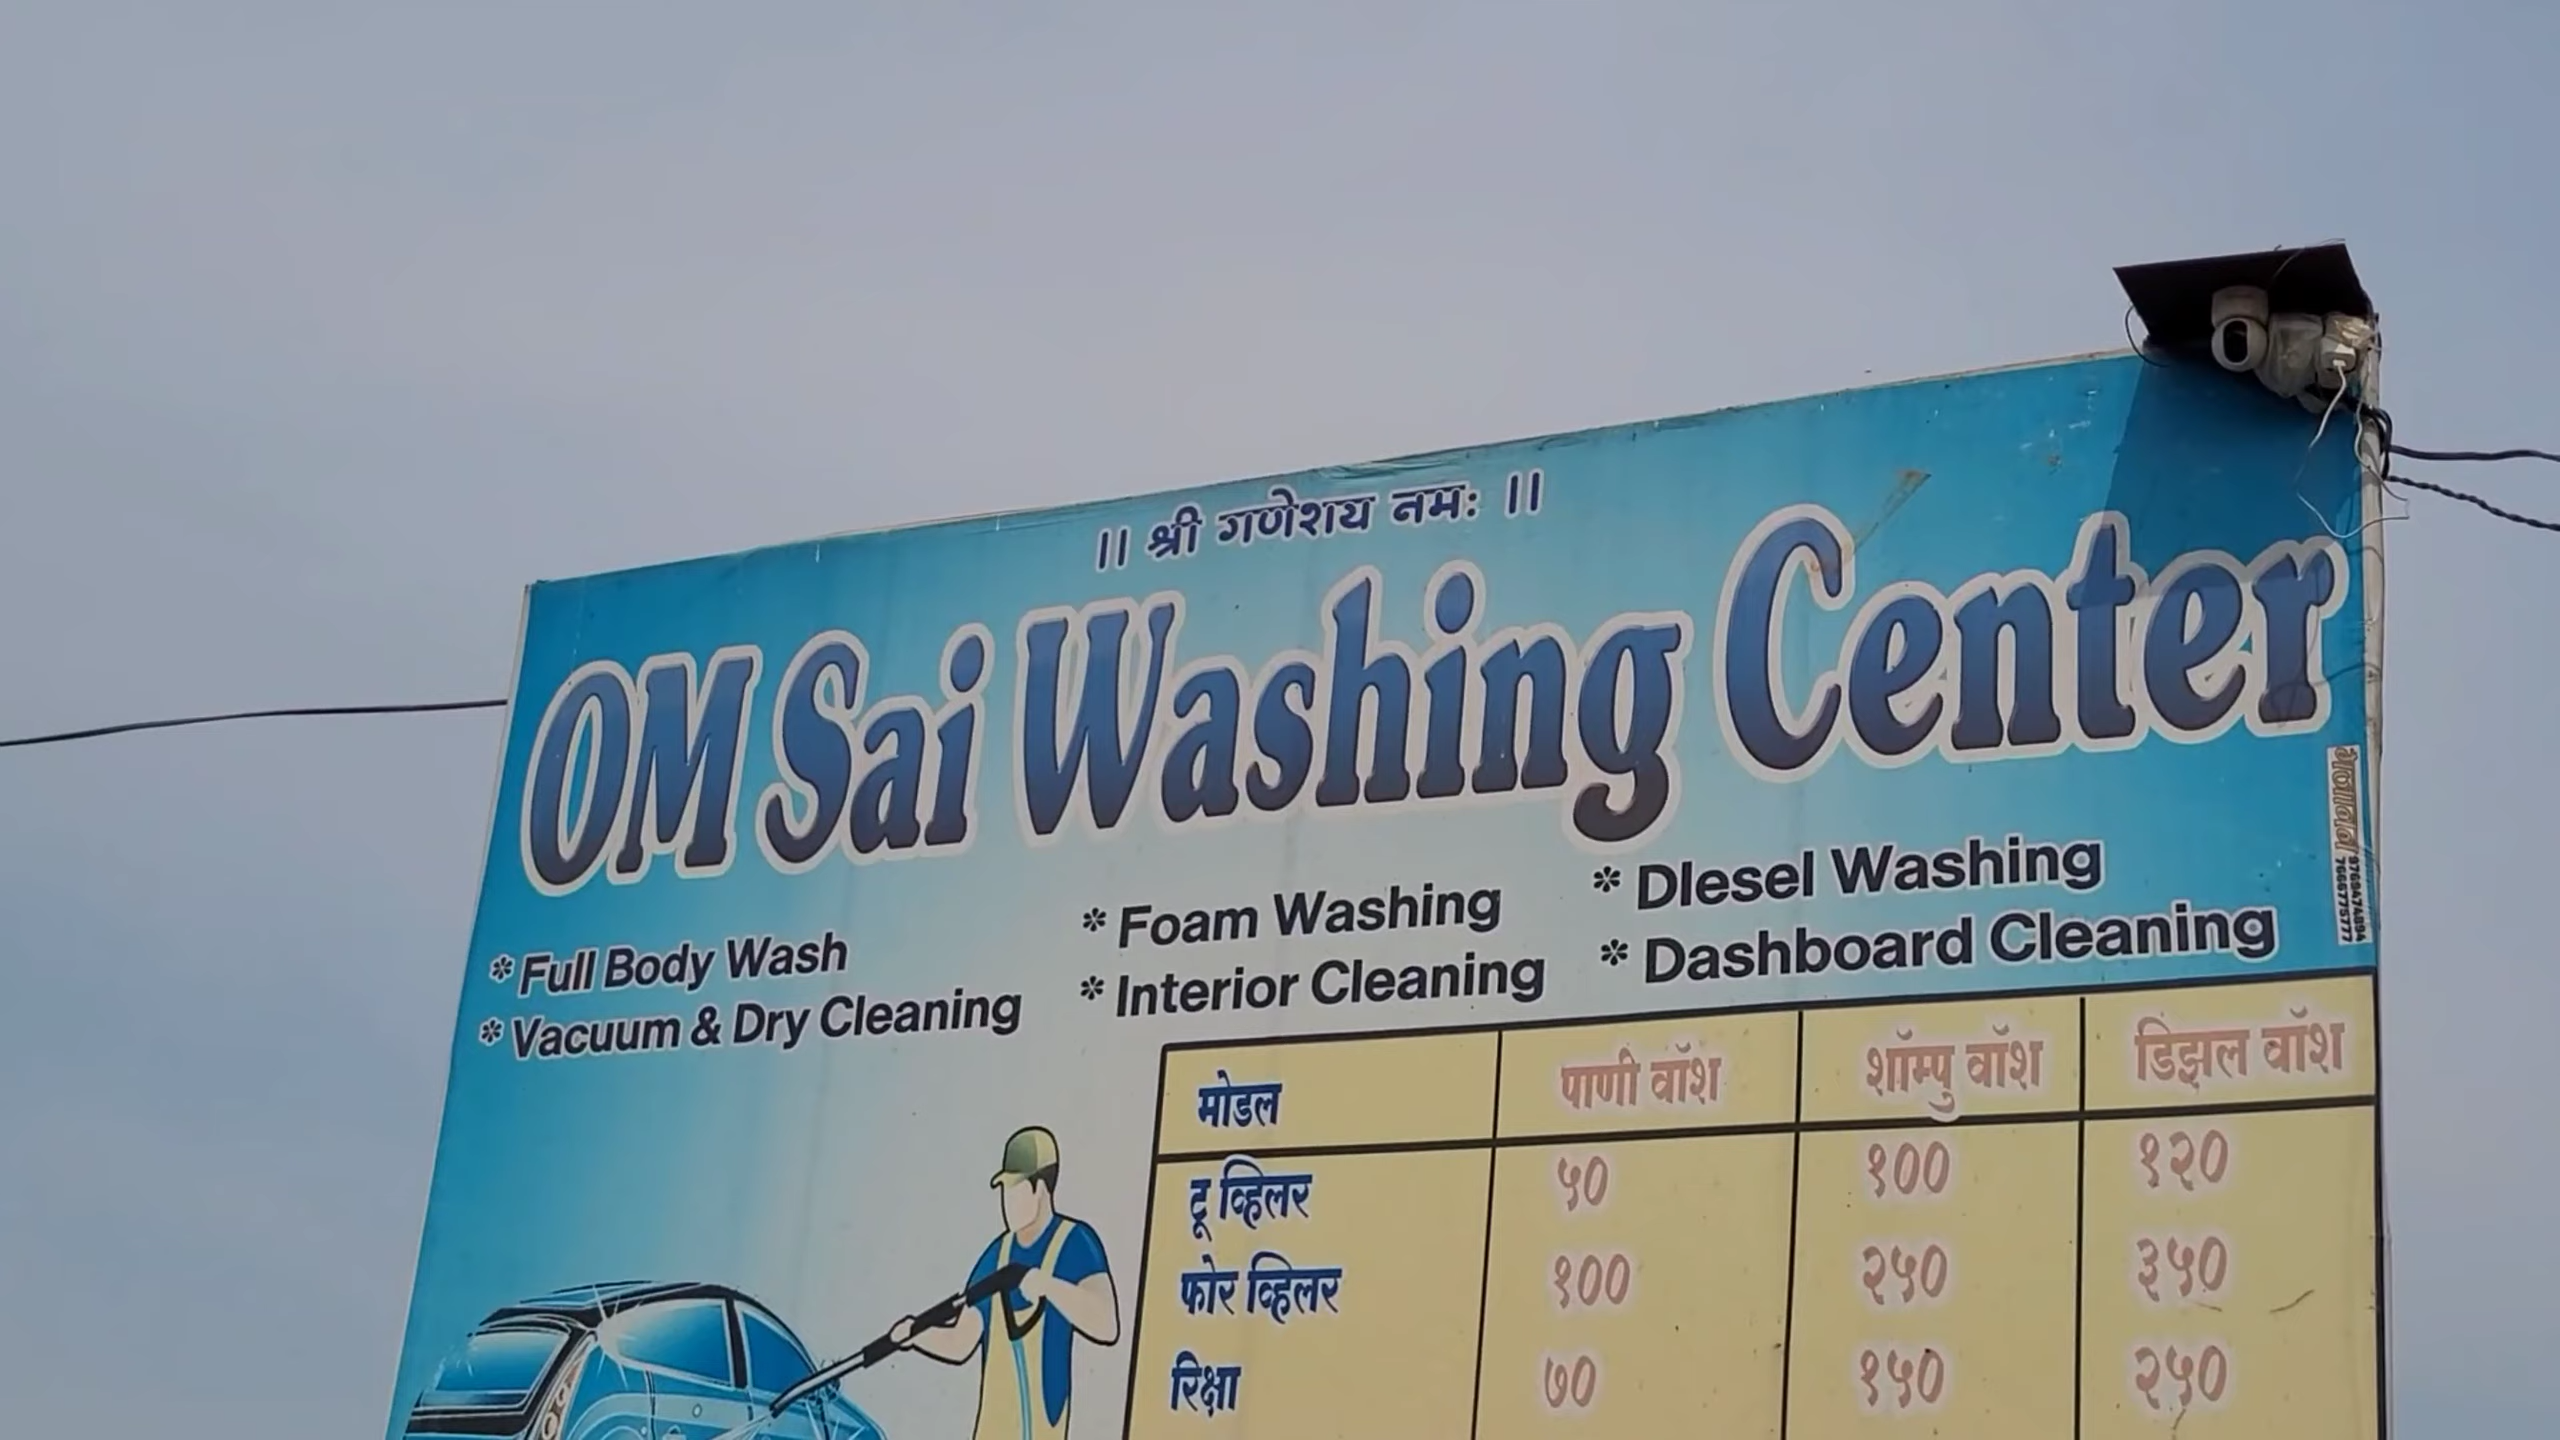 || श्री गणेशाय नमः ||
OM Sai Washing Center
* Full Body Wash * Foam Washing * DIesel Washing
* Vacuum & Dry Cleaning * Interior Cleaning * Dashboard Cleaning
मोडल पाणी वॉश शॉम्पु वॉश डिझल वॉश
टू व्हिलर ५० १०० १२०
फोर व्हिलर १०० २५० ३५०
रिक्षा ७० १५० २५०